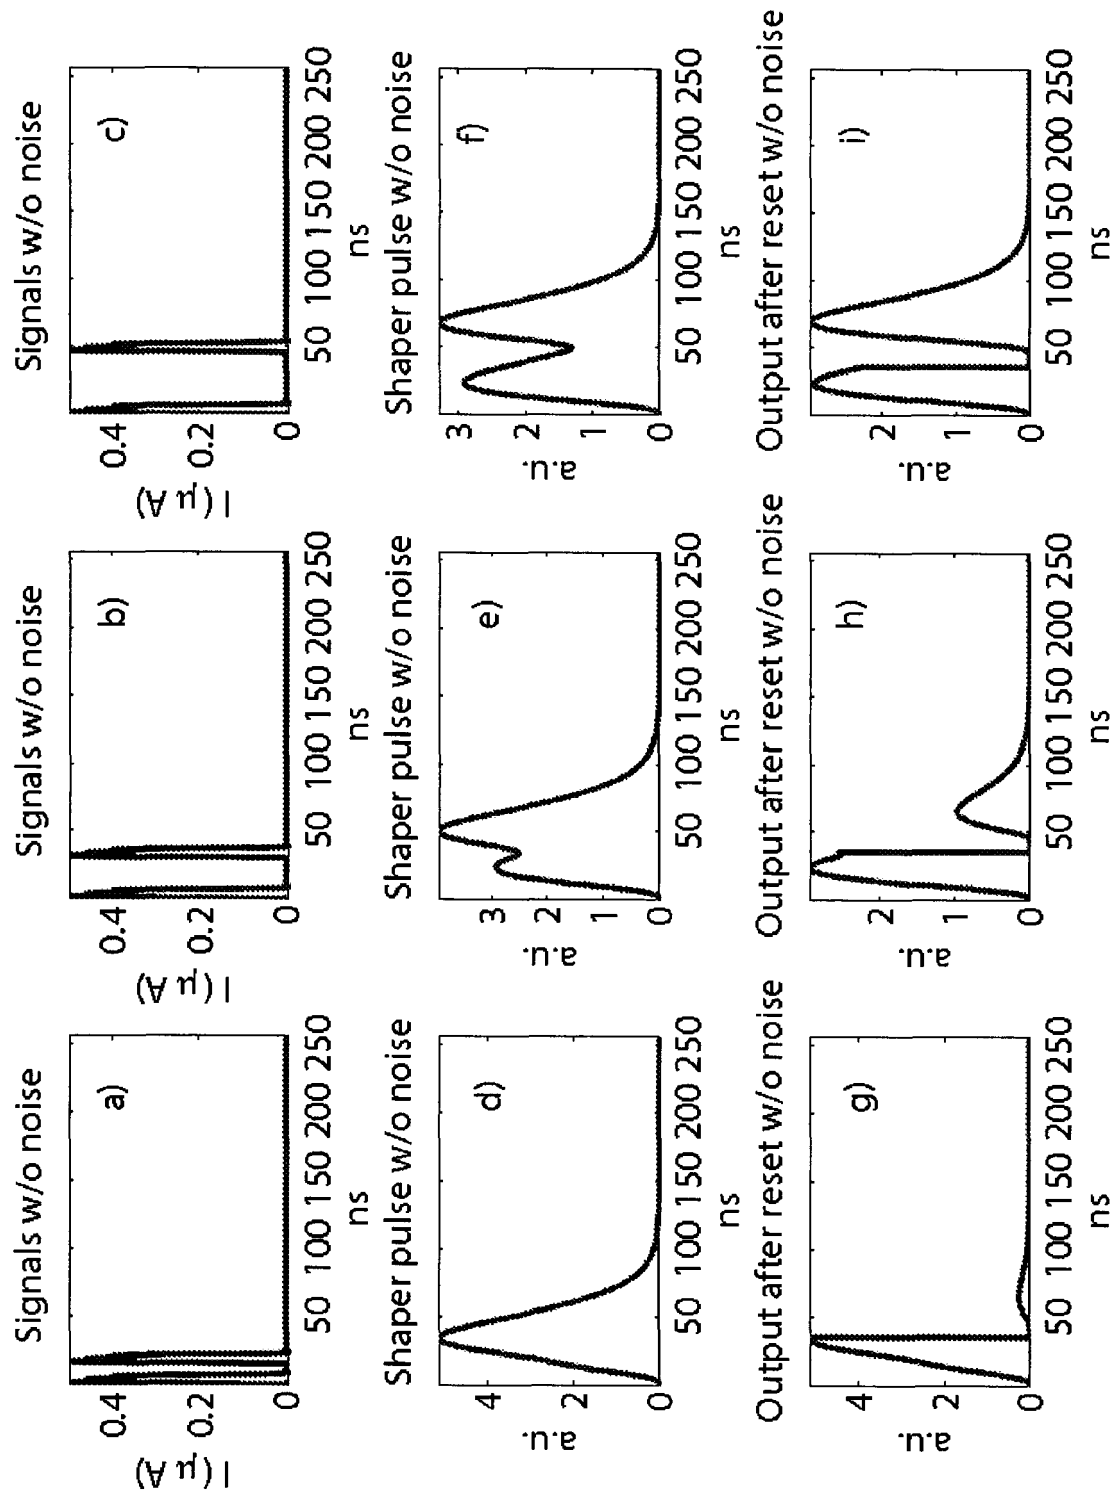 Signals w/o noise
a)
I (μ A)
0.4
0.2
0
50 100 150 200 250
ns
Signals w/o noise
b)
I (μ A)
0.4
0.2
0
50 100 150 200 250
ns
Signals w/o noise
c)
I (μ A)
0.4
0.2
0
50 100 150 200 250
ns
Shaper pulse w/o noise
d)
a.u.
4
2
0
50 100 150 200 250
ns
Shaper pulse w/o noise
e)
a.u.
3
2
1
0
50 100 150 200 250
ns
Shaper pulse w/o noise
f)
a.u.
3
2
1
0
50 100 150 200 250
ns
Output after reset w/o noise
g)
a.u.
4
2
0
50 100 150 200 250
ns
Output after reset w/o noise
h)
a.u.
2
1
0
50 100 150 200 250
ns
Output after reset w/o noise
i)
a.u.
2
1
0
50 100 150 200 250
ns